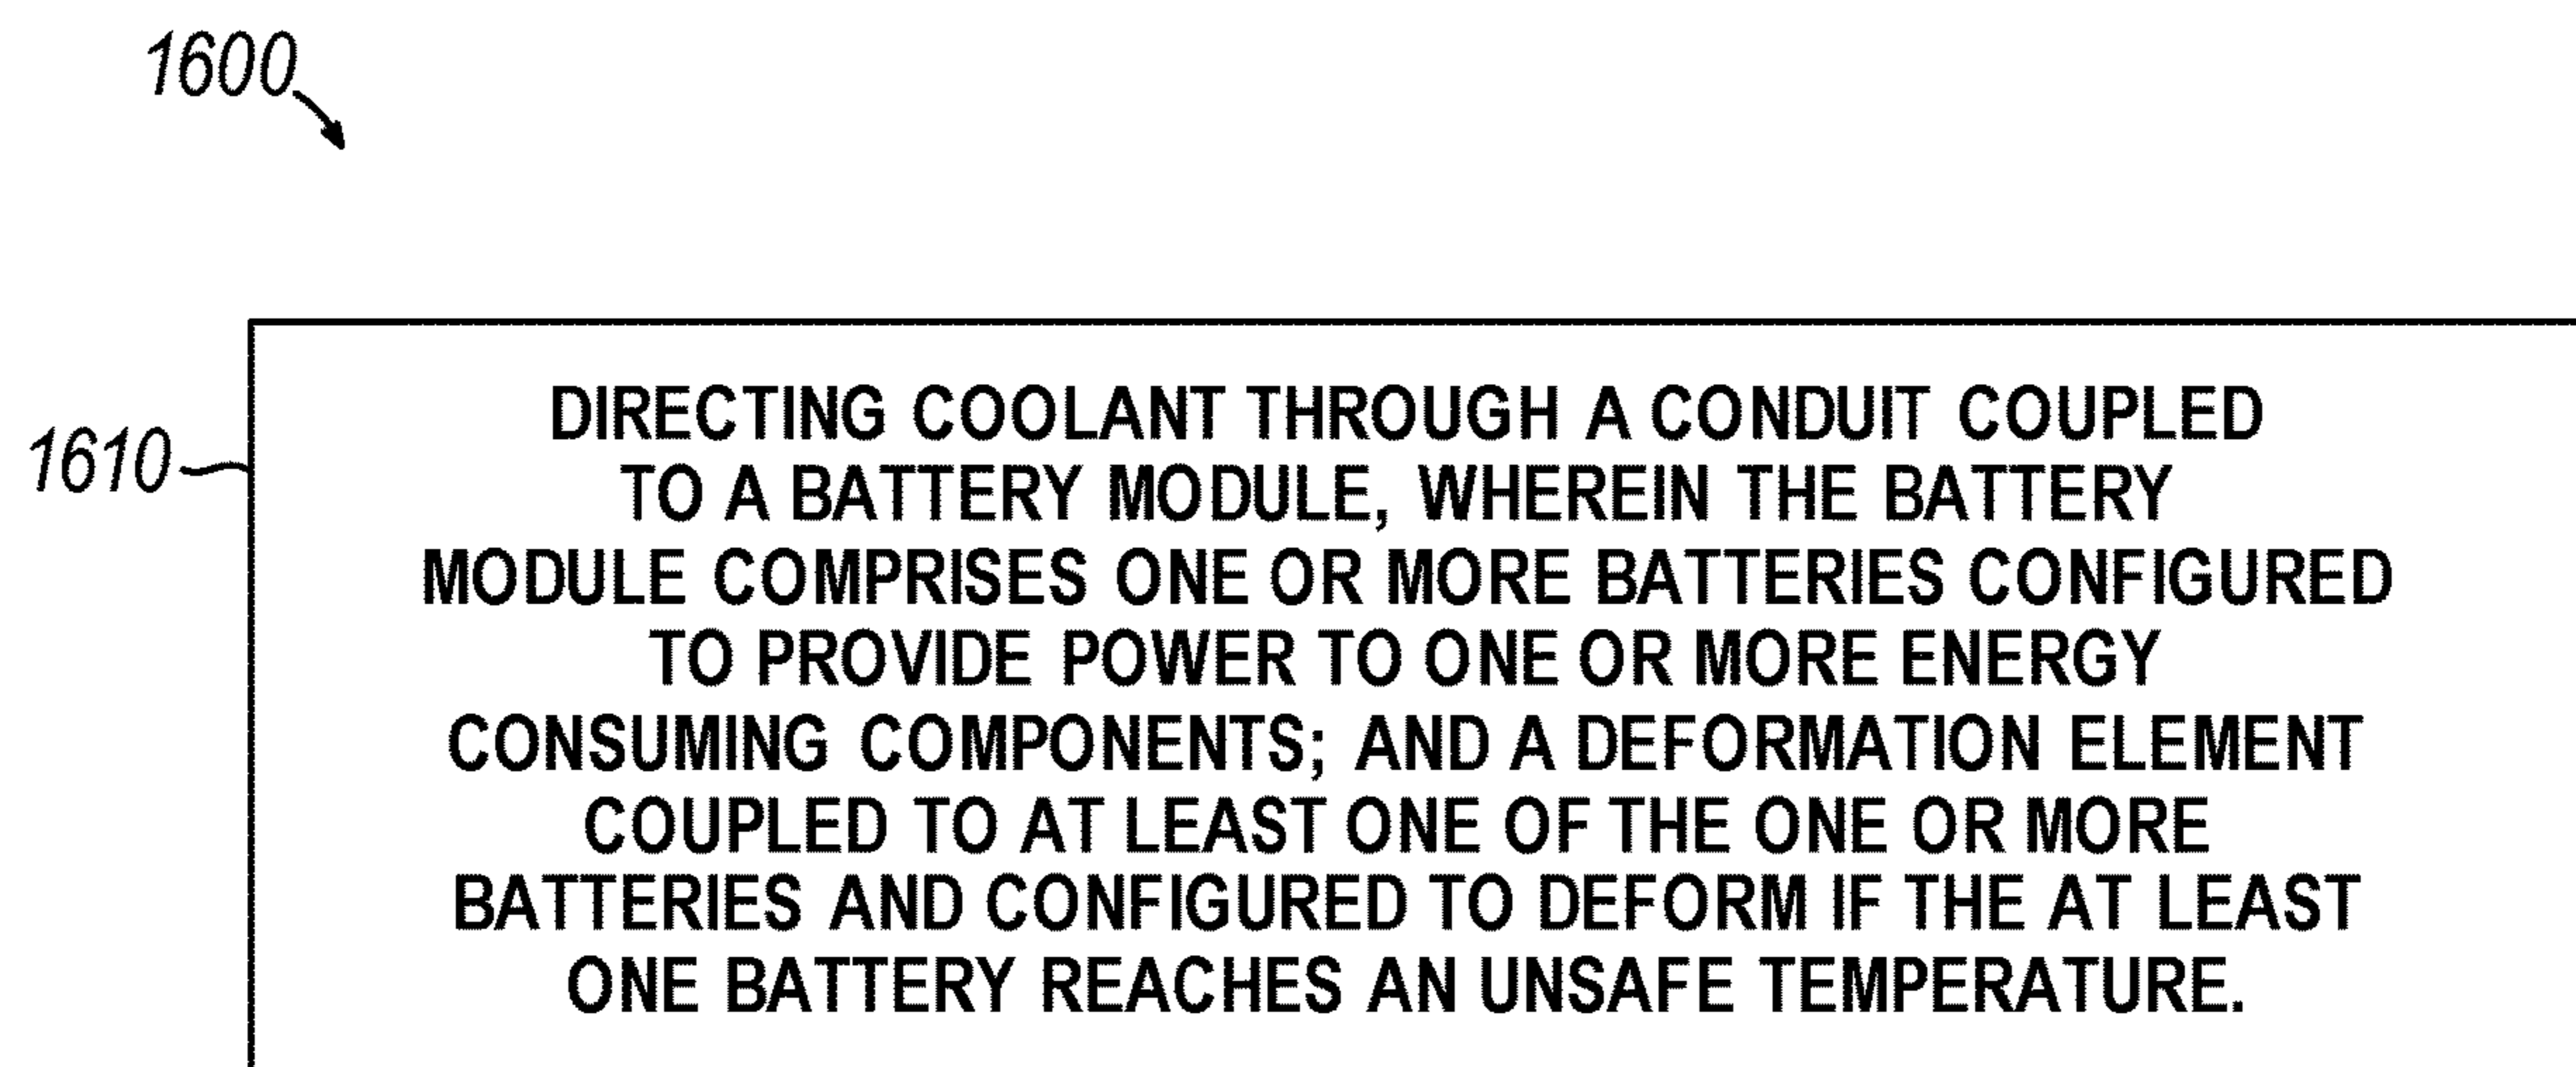 1600
1610
DIRECTING COOLANT THROUGH A CONDUIT COUPLED
TO A BATTERY MODULE, WHEREIN THE BATTERY
MODULE COMPRISES ONE OR MORE BATTERIES CONFIGURED
TO PROVIDE POWER TO ONE OR MORE ENERGY
CONSUMING COMPONENTS; AND A DEFORMATION ELEMENT
COUPLED TO AT LEAST ONE OF THE ONE OR MORE
BATTERIES AND CONFIGURED TO DEFORM IF THE AT LEAST
ONE BATTERY REACHES AN UNSAFE TEMPERATURE.